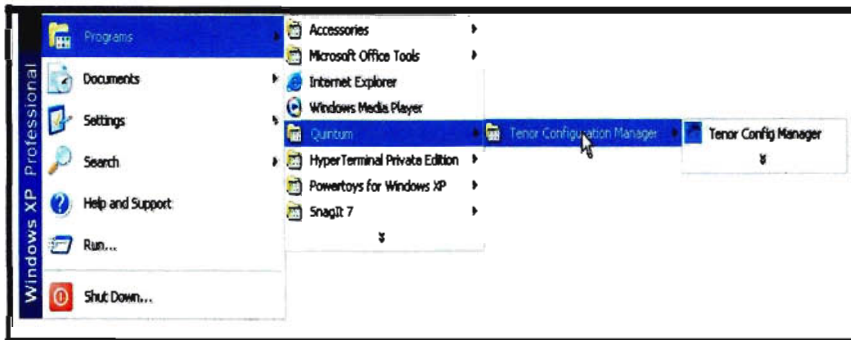 Windows XP Professional
Programs
Documents
Settings
Search
Help and Support
Run...
Shut Down...
Accessories
Microsoft Office Tools
Internet Explorer
Windows Media Player
Quintum
HyperTerminal Private Edition
Powertoys for Windows XP
SnagIt 7
Tenor Configuration Manager
Tenor Config Manager